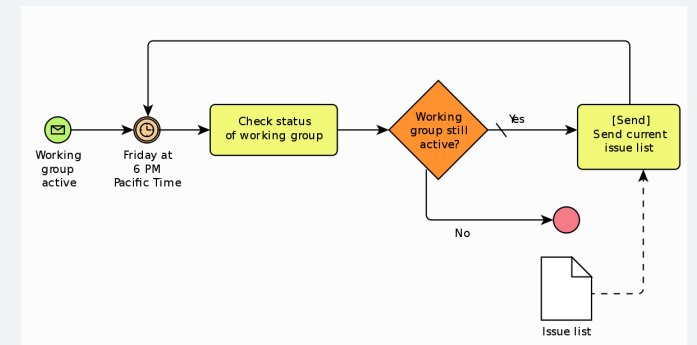 Working
group
active
Friday at
6 PM
Pacific Time
Check status
of working group
Working
group still
active?
Yes
[Send]
Send current
issue list
No
Issue list